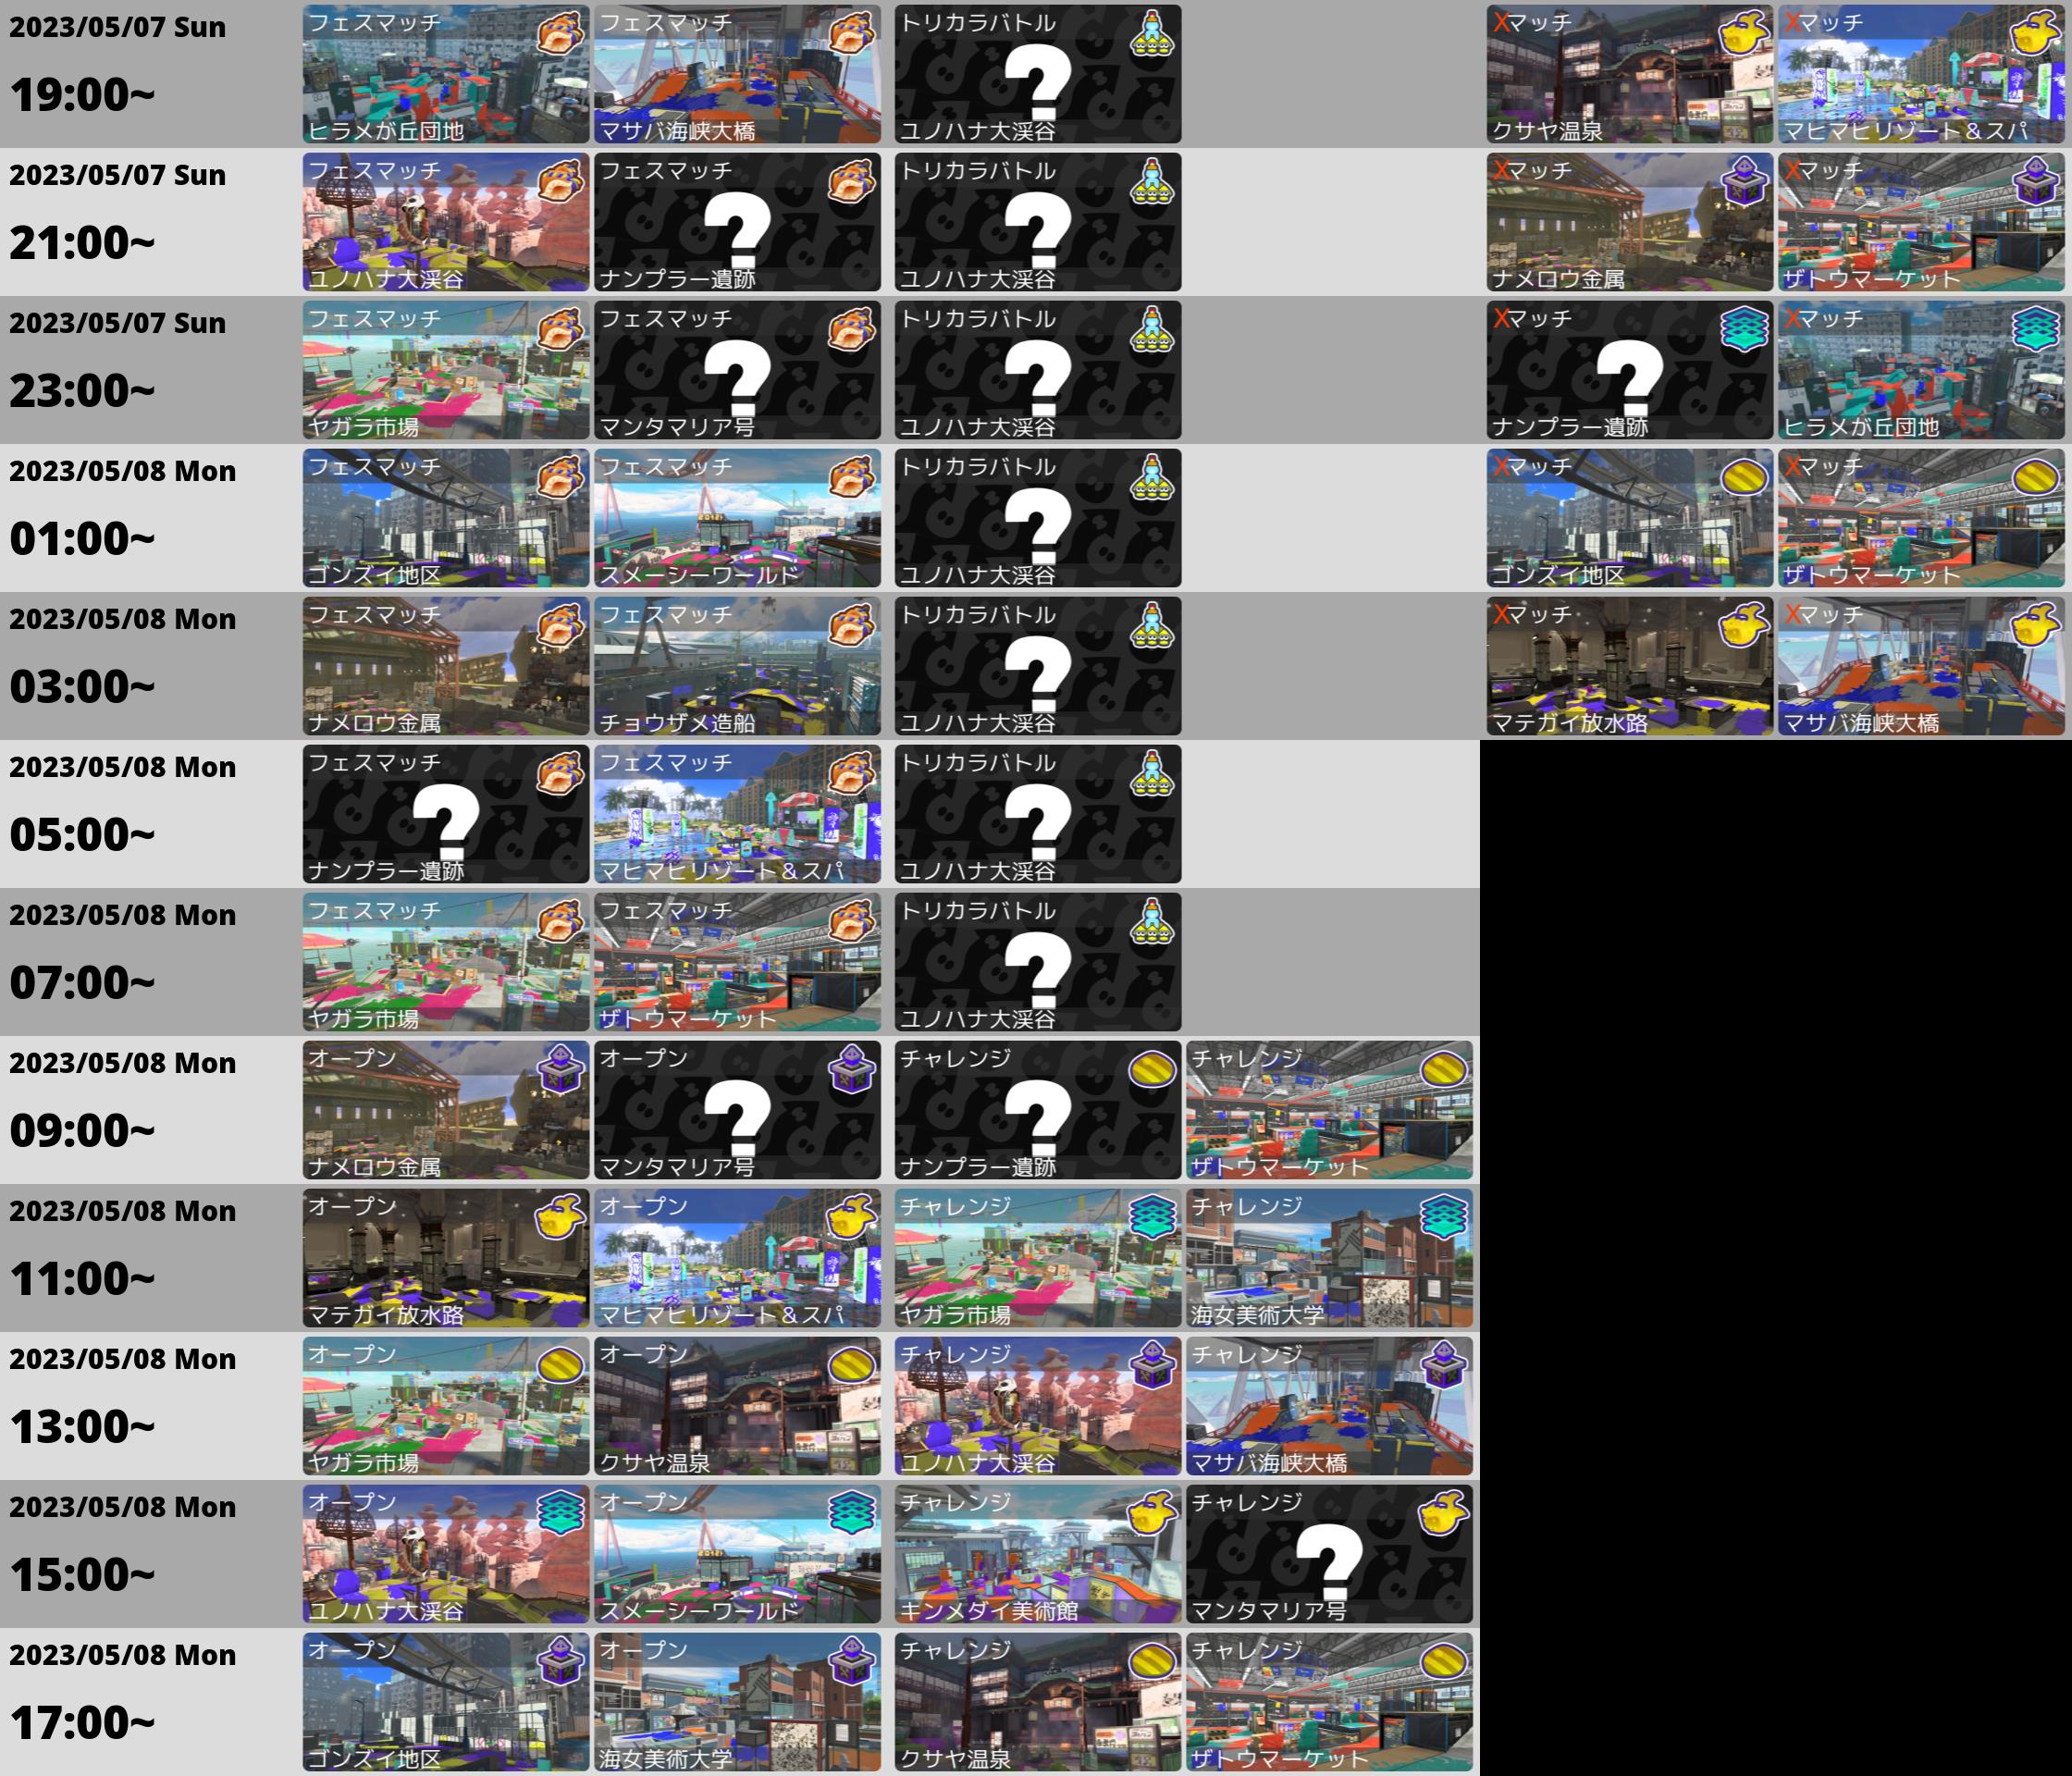 2023/05/07 Sun
19:00~
フェスマッチ
ヒラメが丘団地
フェスマッチ
マサバ海峡大橋
トリカラバトル
ユノハナ大渓谷
Xマッチ
クサヤ温泉
Xマッチ
マヒマヒリゾート＆スパ
2023/05/07 Sun
21:00~
フェスマッチ
ユノハナ大渓谷
フェスマッチ
?
ナンプラー遺跡
トリカラバトル
?
ユノハナ大渓谷
Xマッチ
ナメロウ金属
Xマッチ
ザトウマーケット
2023/05/07 Sun
23:00~
フェスマッチ
ヤガラ市場
フェスマッチ
?
マンタマリア号
トリカラバトル
?
ユノハナ大渓谷
Xマッチ
?
ナンプラー遺跡
Xマッチ
ヒラメが丘団地
2023/05/08 Mon
01:00~
フェスマッチ
ゴンズイ地区
フェスマッチ
スメーシーワールド
トリカラバトル
?
ユノハナ大渓谷
Xマッチ
ゴンズイ地区
Xマッチ
ザトウマーケット
2023/05/08 Mon
03:00~
フェスマッチ
ナメロウ金属
フェスマッチ
チョウザメ造船
トリカラバトル
?
ユノハナ大渓谷
Xマッチ
マテガイ放水路
Xマッチ
マサバ海峡大橋
2023/05/08 Mon
05:00~
フェスマッチ
?
ナンプラー遺跡
フェスマッチ
マヒマヒリゾート＆スパ
トリカラバトル
?
ユノハナ大渓谷
2023/05/08 Mon
07:00~
フェスマッチ
ヤガラ市場
フェスマッチ
ザトウマーケット
トリカラバトル
?
ユノハナ大渓谷
2023/05/08 Mon
09:00~
オープン
ナメロウ金属
オープン
?
マンタマリア号
チャレンジ
?
ナンプラー遺跡
チャレンジ
ザトウマーケット
2023/05/08 Mon
11:00~
オープン
マテガイ放水路
オープン
マヒマヒリゾート＆スパ
チャレンジ
ヤガラ市場
チャレンジ
海女美術大学
2023/05/08 Mon
13:00~
オープン
ヤガラ市場
オープン
クサヤ温泉
チャレンジ
ユノハナ大渓谷
チャレンジ
マサバ海峡大橋
2023/05/08 Mon
15:00~
オープン
ユノハナ大渓谷
オープン
スメーシーワールド
チャレンジ
キンメダイ美術館
チャレンジ
?
マンタマリア号
2023/05/08 Mon
17:00~
オープン
ゴンズイ地区
オープン
海女美術大学
チャレンジ
クサヤ温泉
チャレンジ
ザトウマーケット